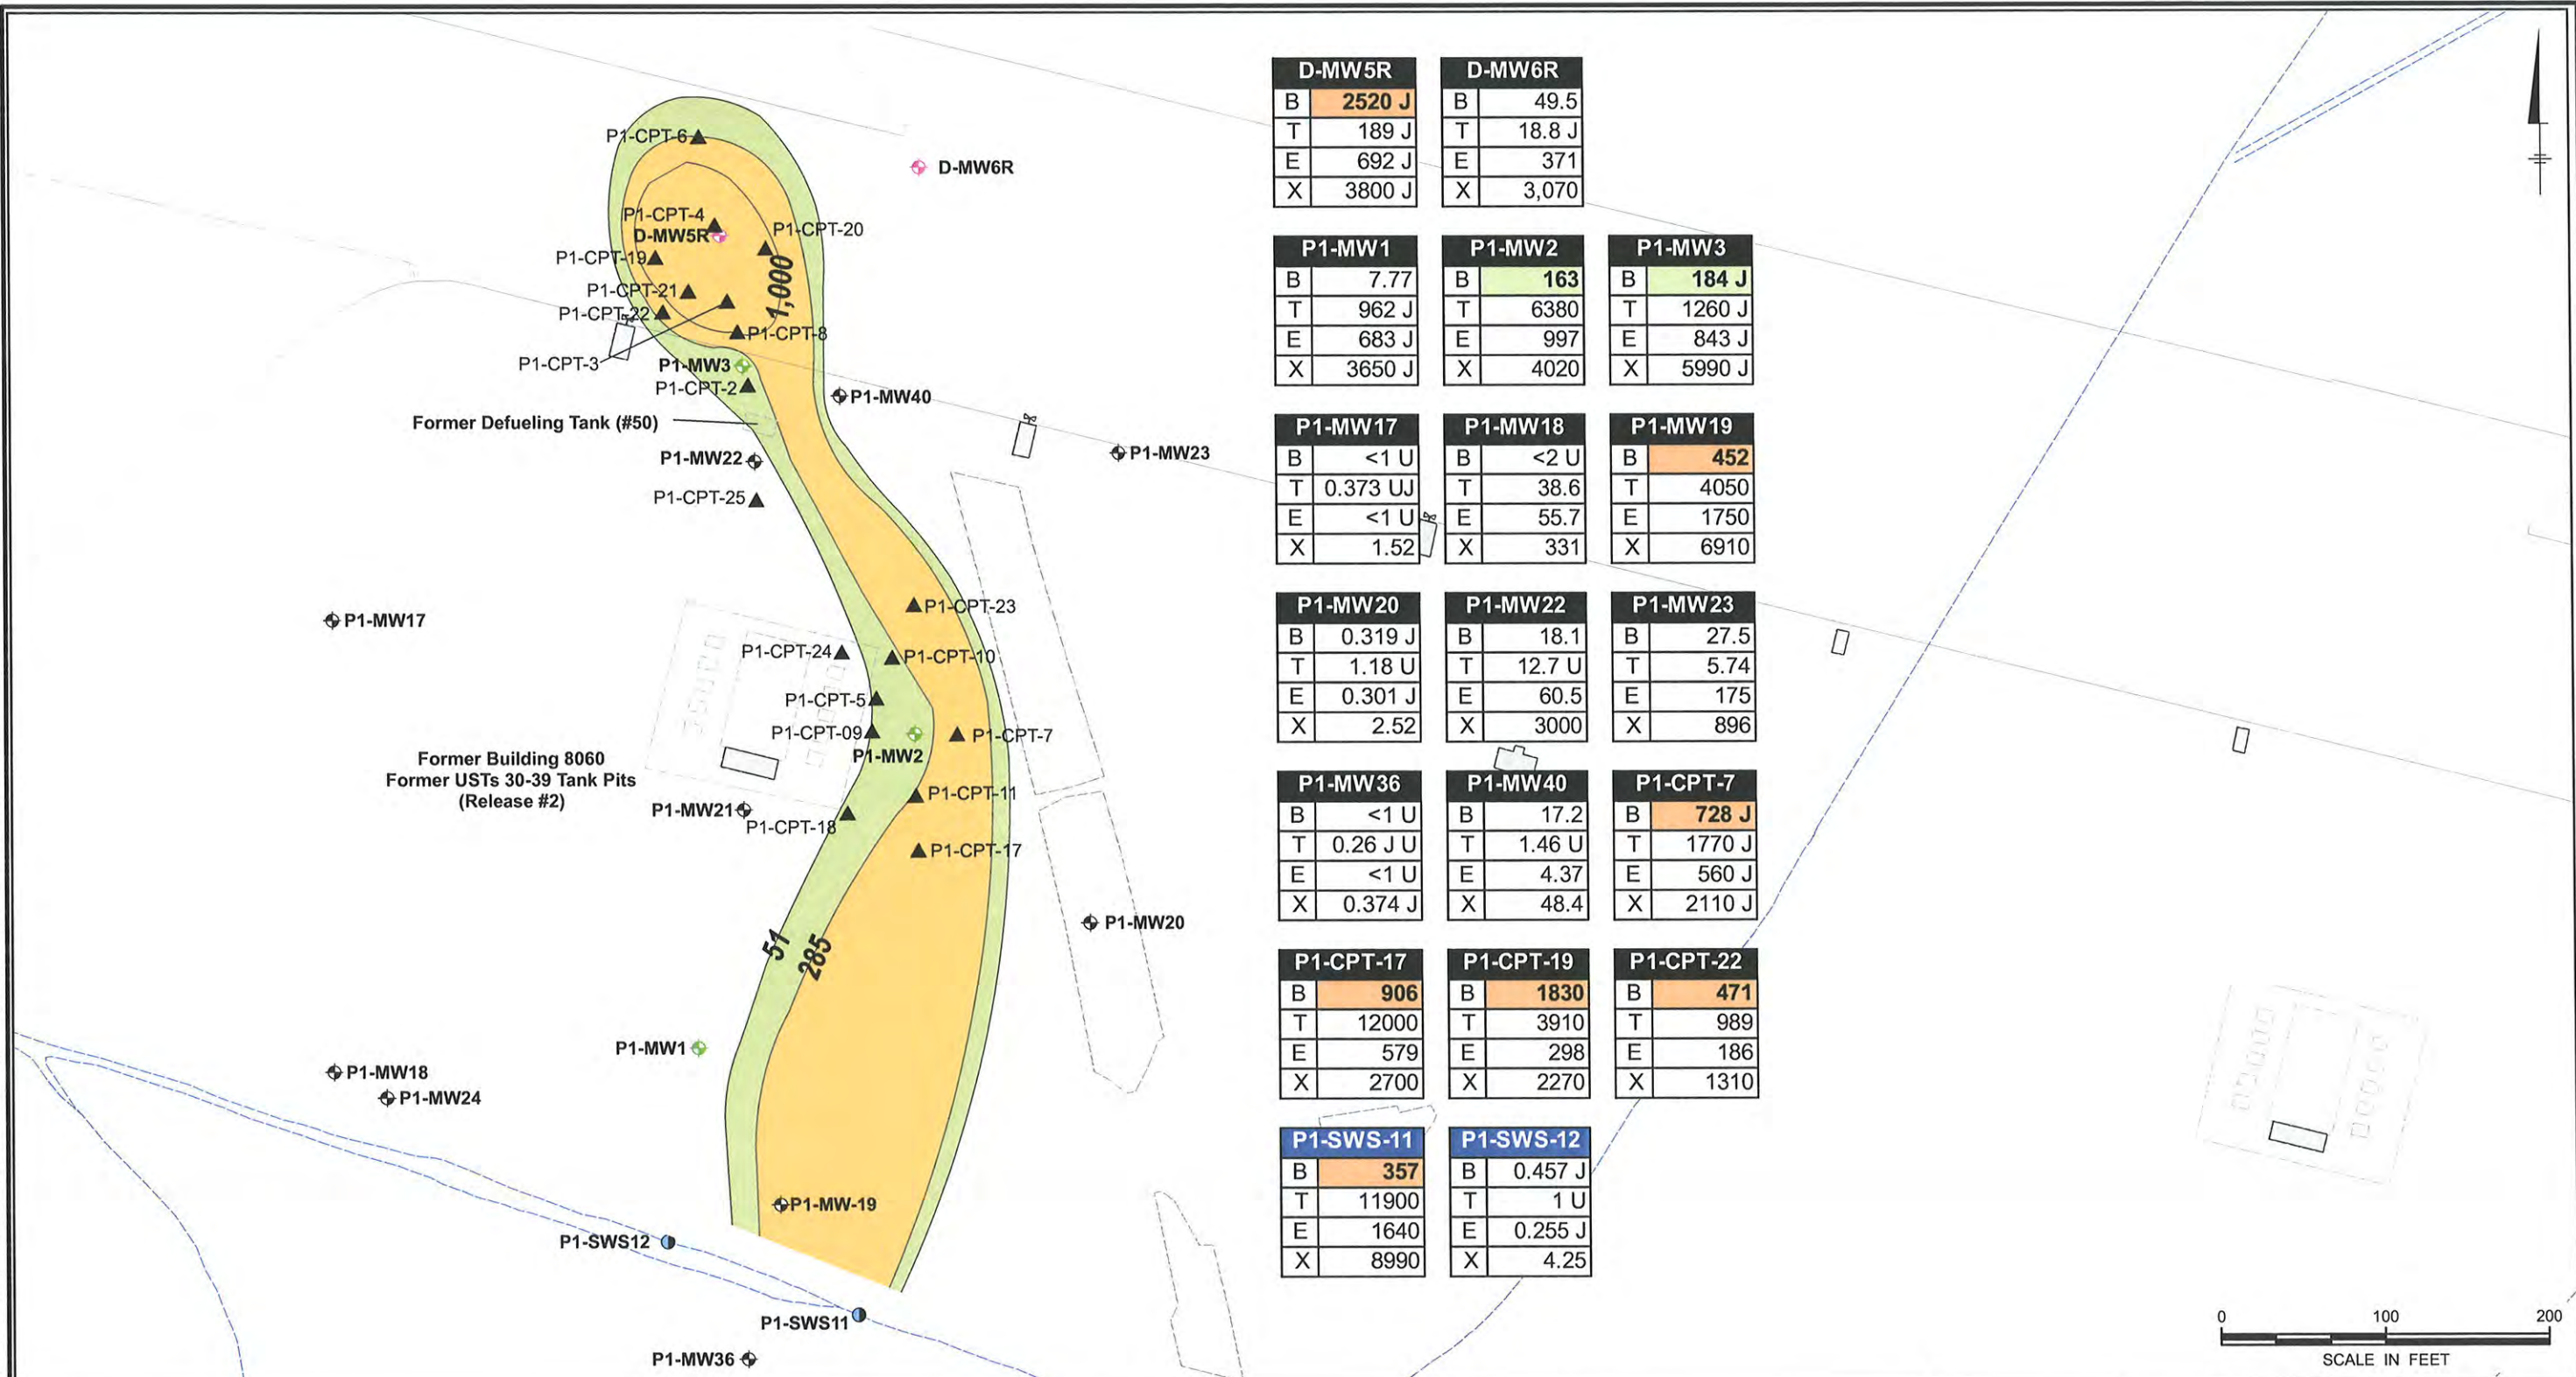 P1-CPT-6
D-MW6R
P1-CPT-4
P1-CPT-20
D-MW5R
P1-CPT-19
1,000
P1-CPT-21
P1-CPT-22
P1-CPT-8
P1-CPT-3
P1-MW3
P1-CPT-2
P1-MW40
Former Defueling Tank (#50)
P1-MW22
P1-MW23
P1-CPT-25
P1-CPT-23
P1-MW17
P1-CPT-24
P1-CPT-10
P1-CPT-5
P1-CPT-09
P1-CPT-7
P1-MW2
Former Building 8060
Former USTs 30-39 Tank Pits
(Release #2)
P1-CPT-11
P1-MW21
P1-CPT-18
P1-CPT-17
P1-MW20
51
285
P1-MW1
P1-MW18
P1-MW24
P1-MW-19
P1-SWS12
P1-SWS11
P1-MW36
D-MW5R
B 2520 J
T 189 J
E 692 J
X 3800 J
D-MW6R
B 49.5
T 18.8 J
E 371
X 3,070
P1-MW1
B 7.77
T 962 J
E 683 J
X 3650 J
P1-MW2
B 163
T 6380
E 997
X 4020
P1-MW3
B 184 J
T 1260 J
E 843 J
X 5990 J
P1-MW17
B <1 U
T 0.373 UJ
E <1 U
X 1.52
P1-MW18
B <2 U
T 38.6
E 55.7
X 331
P1-MW19
B 452
T 4050
E 1750
X 6910
P1-MW20
B 0.319 J
T 1.18 U
E 0.301 J
X 2.52
P1-MW22
B 18.1
T 12.7 U
E 60.5
X 3000
P1-MW23
B 27.5
T 5.74
E 175
X 896
P1-MW36
B <1 U
T 0.26 J U
E <1 U
X 0.374 J
P1-MW40
B 17.2
T 1.46 U
E 4.37
X 48.4
P1-CPT-7
B 728 J
T 1770 J
E 560 J
X 2110 J
P1-CPT-17
B 906
T 12000
E 579
X 2700
P1-CPT-19
B 1830
T 3910
E 298
X 2270
P1-CPT-22
B 471
T 989
E 186
X 1310
P1-SWS-11
B 357
T 11900
E 1640
X 8990
P1-SWS-12
B 0.457 J
T 1 U
E 0.255 J
X 4.25
0 100 200
SCALE IN FEET